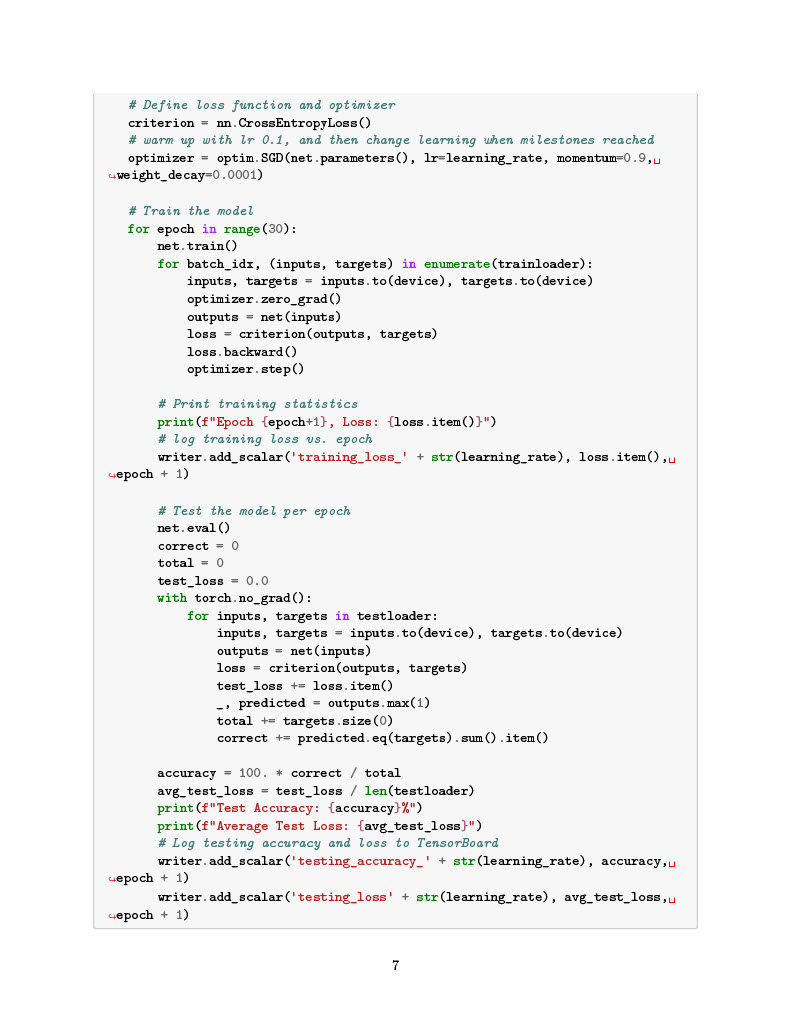 # Define loss function and optimizer
criterion = nn.CrossEntropyLoss()
# warm up with lr 0.1, and then change learning when milestones reached
optimizer = optim.SGD(net.parameters(), lr=learning_rate, momentum=0.9,␣
↪weight_decay=0.0001)
# Train the model
for epoch in range(30):
net.train()
for batch_idx, (inputs, targets) in enumerate(trainloader):
inputs, targets = inputs.to(device), targets.to(device)
optimizer.zero_grad()
outputs = net(inputs)
loss = criterion(outputs, targets)
loss.backward()
optimizer.step()
# Print training statistics
print(f"Epoch {epoch+1}, Loss: {loss.item()}")
# log training loss vs. epoch
writer.add_scalar('training_loss_' + str(learning_rate), loss.item(),␣
↪epoch + 1)
# Test the model per epoch
net.eval()
correct = 0
total = 0
test_loss = 0.0
with torch.no_grad():
for inputs, targets in testloader:
inputs, targets = inputs.to(device), targets.to(device)
outputs = net(inputs)
loss = criterion(outputs, targets)
test_loss += loss.item()
_, predicted = outputs.max(1)
total += targets.size(0)
correct += predicted.eq(targets).sum().item()
accuracy = 100. * correct / total
avg_test_loss = test_loss / len(testloader)
print(f"Test Accuracy: {accuracy}%")
print(f"Average Test Loss: {avg_test_loss}")
# Log testing accuracy and loss to TensorBoard
writer.add_scalar('testing_accuracy_' + str(learning_rate), accuracy,␣
↪epoch + 1)
writer.add_scalar('testing_loss' + str(learning_rate), avg_test_loss,␣
↪epoch + 1)
7